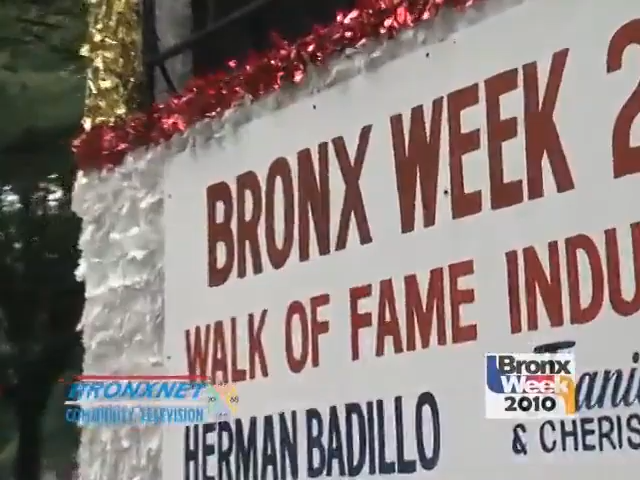 BRONX WEEK 2
WALK OF FAME INDU
HERMAN BADILLO
& CHERIS
BRONXNET
COMMUNITY TELEVISION
Bronx
Week
2010